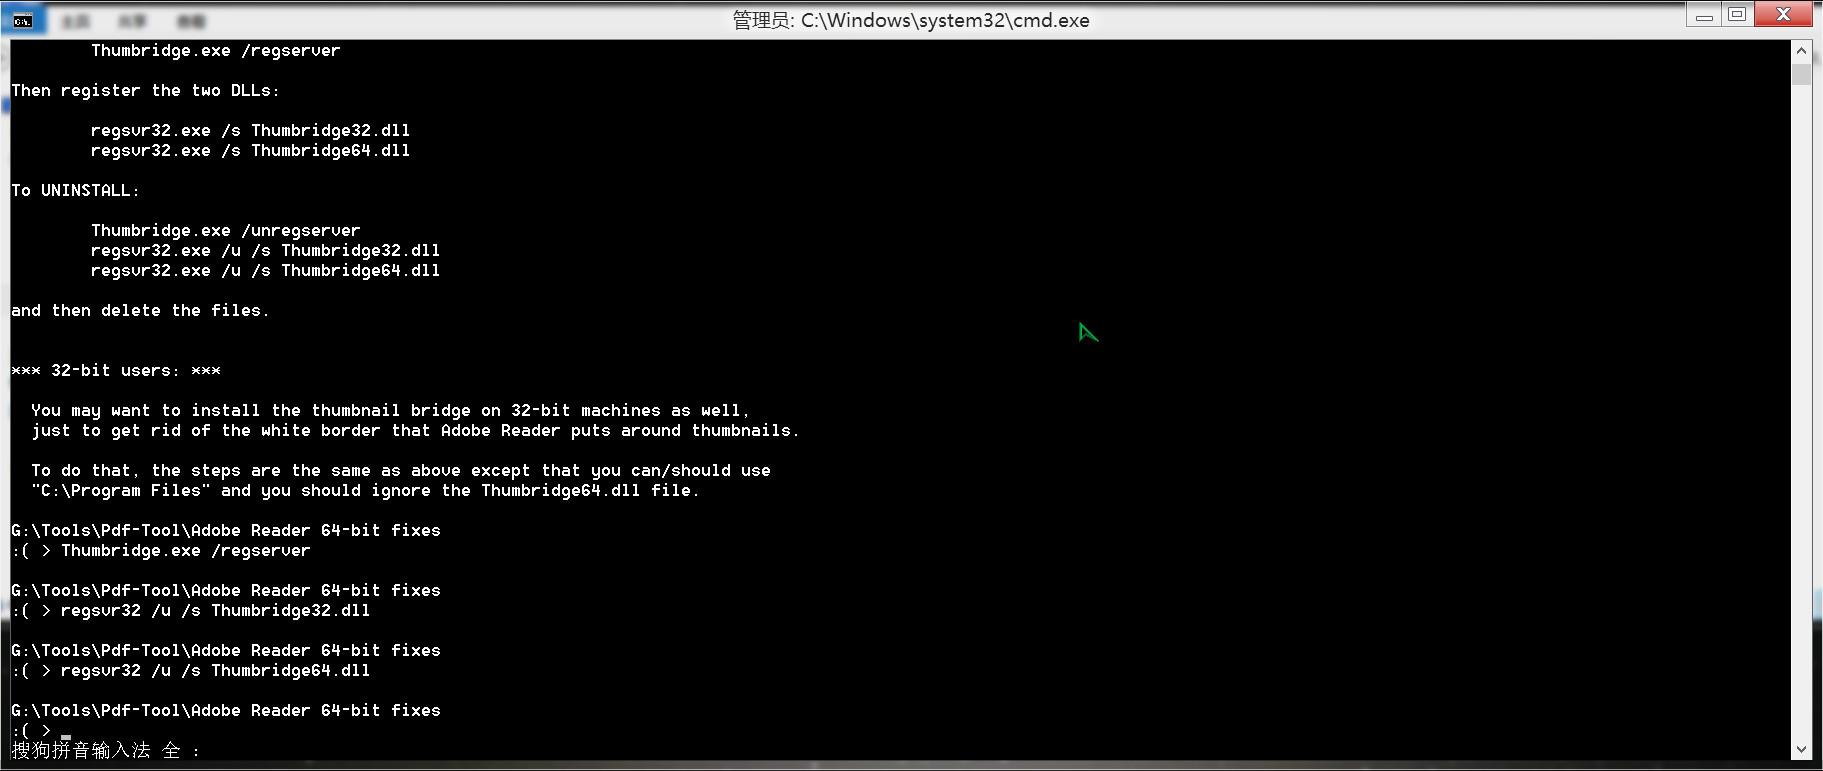 管理员: C:\Windows\system32\cmd.exe
Thumbridge.exe /regserver
Then register the two DLLs:
regsvr32.exe /s Thumbridge32.dll
regsvr32.exe /s Thumbridge64.dll
To UNINSTALL:
Thumbridge.exe /unregserver
regsvr32.exe /u /s Thumbridge32.dll
regsvr32.exe /u /s Thumbridge64.dll
and then delete the files.
*** 32-bit users: ***
You may want to install the thumbnail bridge on 32-bit machines as well,
just to get rid of the white border that Adobe Reader puts around thumbnails.
To do that, the steps are the same as above except that you can/should use
"C:\Program Files" and you should ignore the Thumbridge64.dll file.
G:\Tools\Pdf-Tool\Adobe Reader 64-bit fixes
:( > Thumbridge.exe /regserver
G:\Tools\Pdf-Tool\Adobe Reader 64-bit fixes
:( > regsvr32 /u /s Thumbridge32.dll
G:\Tools\Pdf-Tool\Adobe Reader 64-bit fixes
:( > regsvr32 /u /s Thumbridge64.dll
G:\Tools\Pdf-Tool\Adobe Reader 64-bit fixes
:( > _
搜狗拼音输入法 全 :